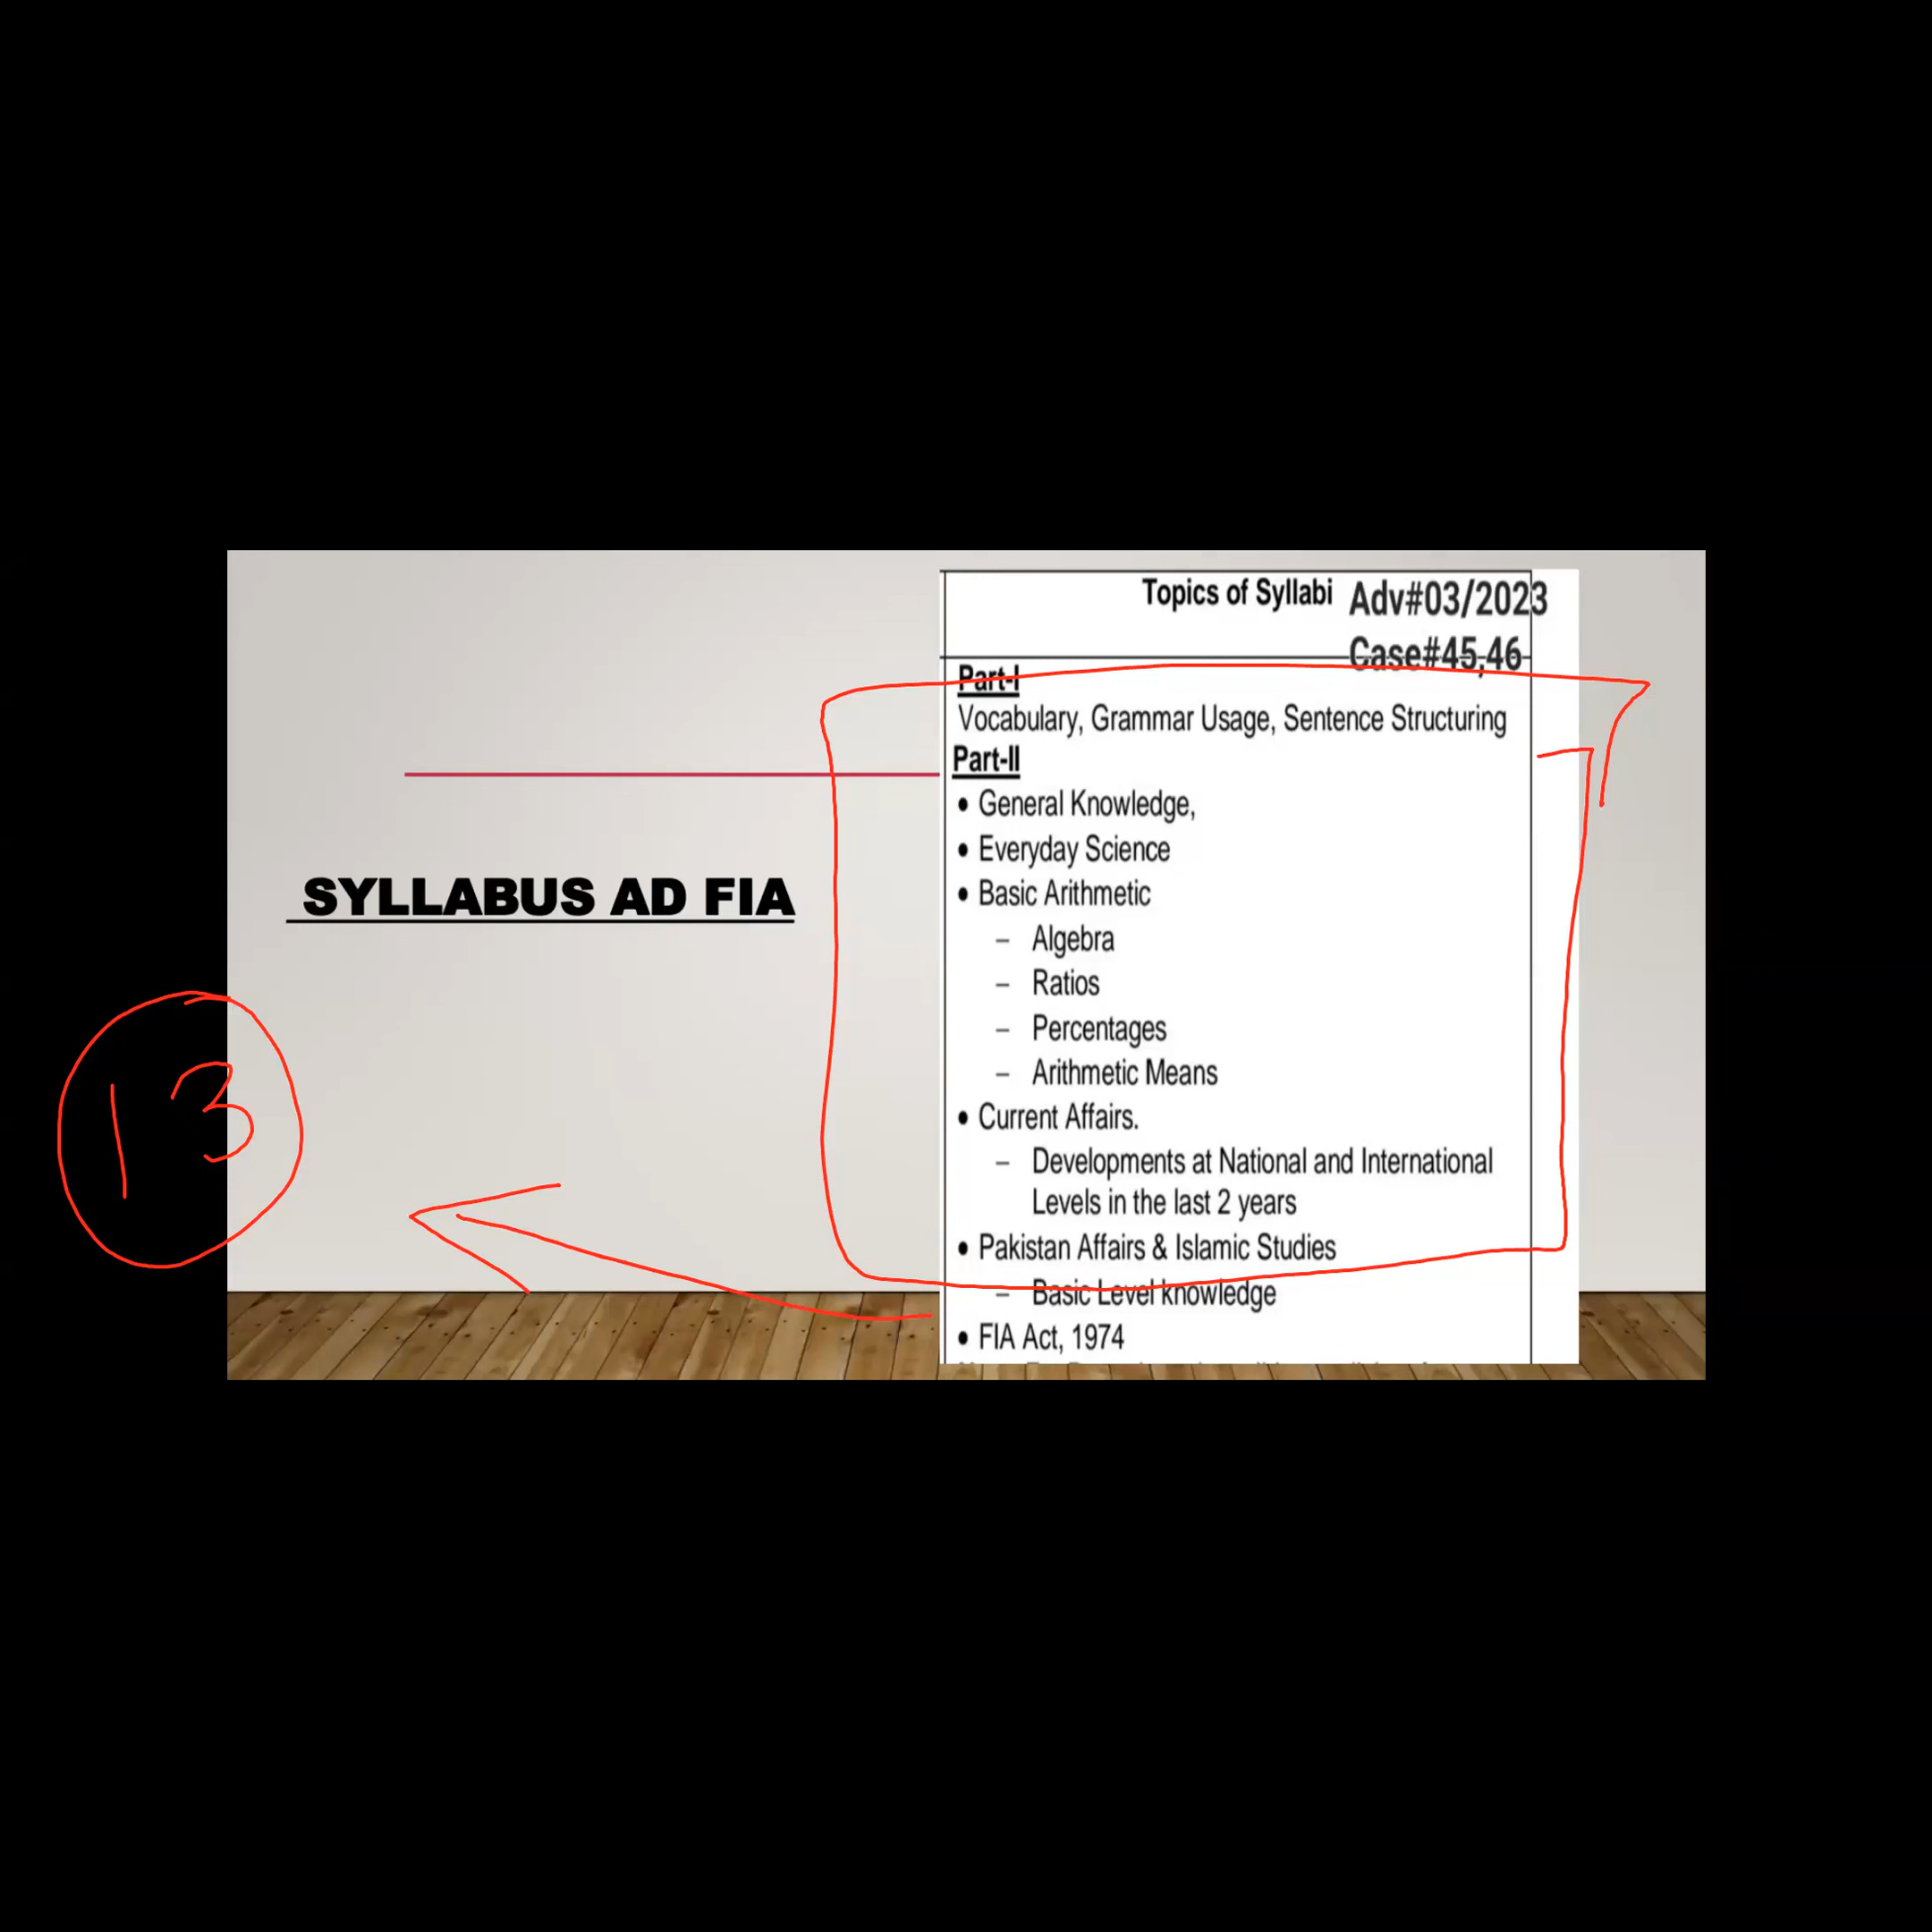 Topics of Syllabi Adv#03/2023
Case#45,46
Part-I
Vocabulary, Grammar Usage, Sentence Structuring
Part-II
• General Knowledge,
• Everyday Science
• Basic Arithmetic
– Algebra
– Ratios
– Percentages
– Arithmetic Means
• Current Affairs.
– Developments at National and International
Levels in the last 2 years
• Pakistan Affairs & Islamic Studies
– Basic Level knowledge
• FIA Act, 1974
SYLLABUS AD FIA
13